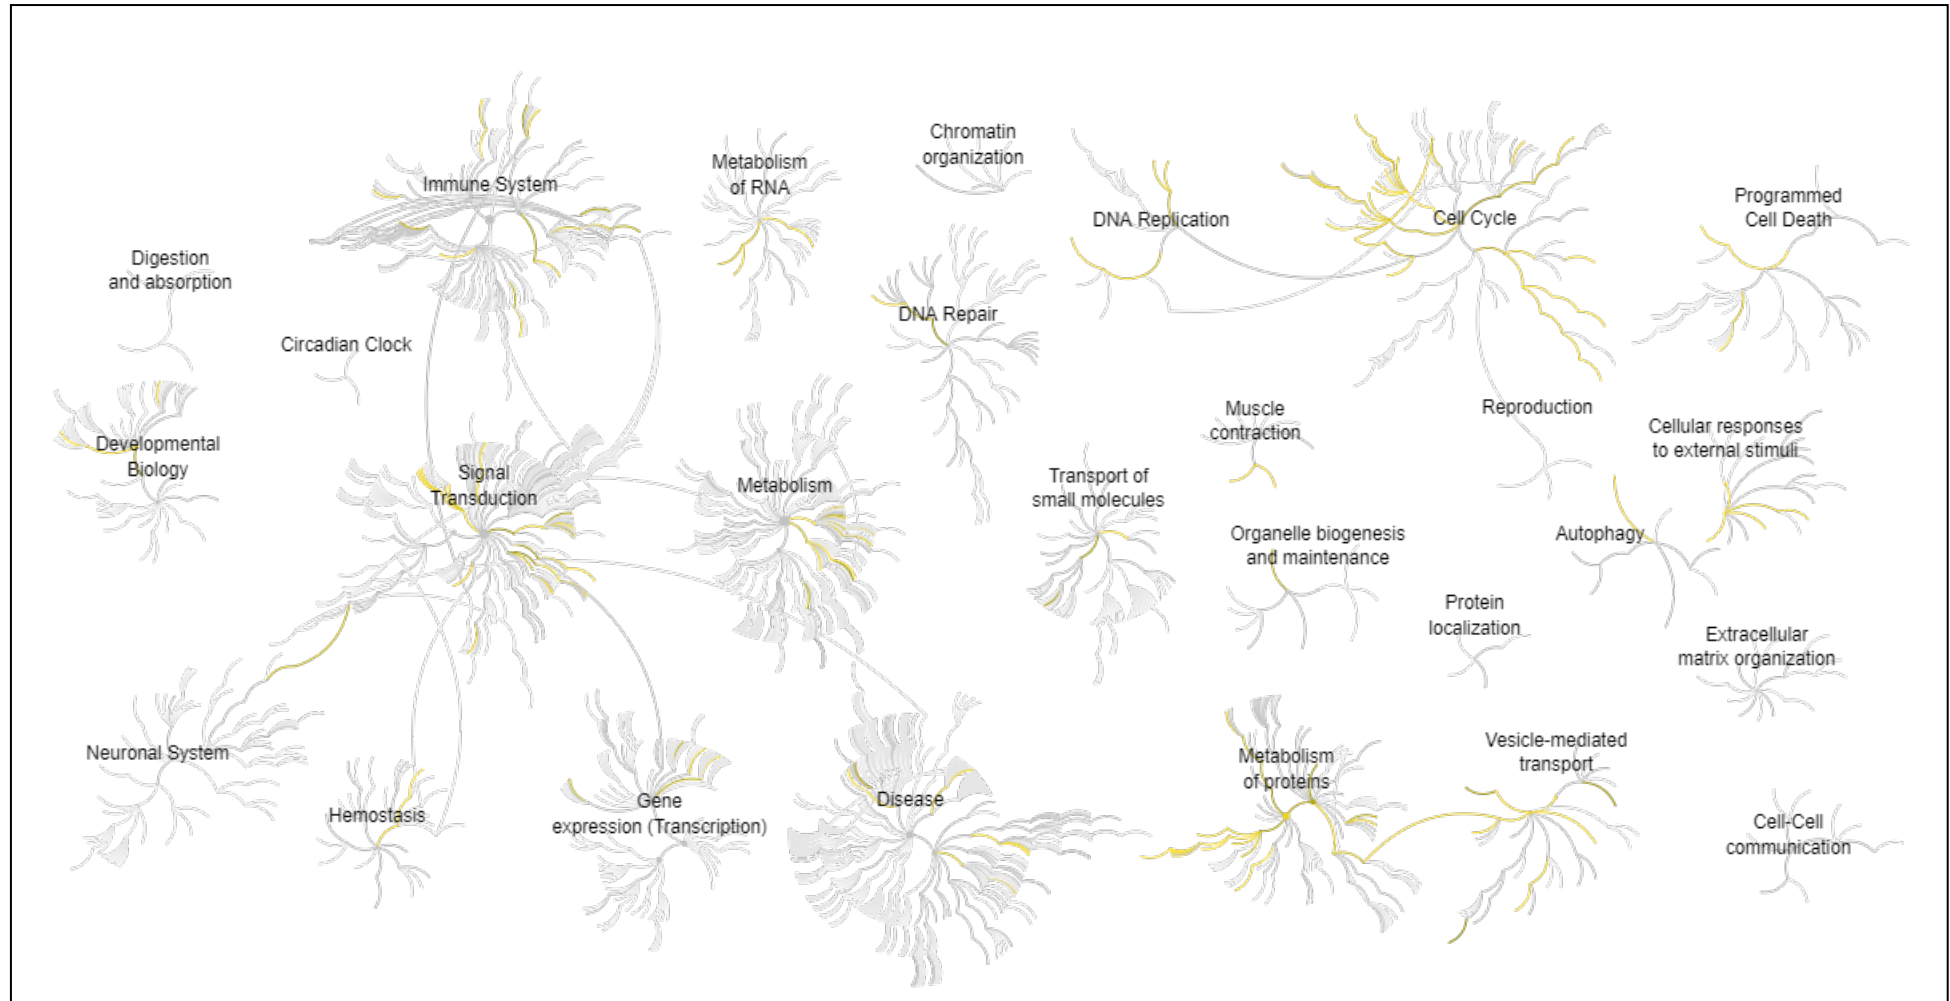 Chromatin
organization
Metabolism
of RNA
Immune System
DNA Replication
Cell Cycle
Programmed
Cell Death
Digestion
and absorption
DNA Repair
Circadian Clock
Developmental
Biology
Signal
Transduction
Metabolism
Transport of
small molecules
Muscle
contraction
Reproduction
Cellular responses
to external stimuli
Organelle biogenesis
and maintenance
Autophagy
Protein
localization
Extracellular
matrix organization
Neuronal System
Hemostasis
Gene
expression (Transcription)
Disease
Metabolism
of proteins
Vesicle-mediated
transport
Cell-Cell
communication